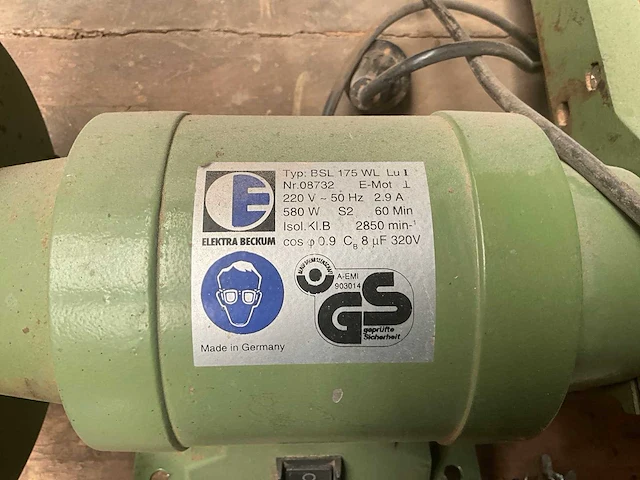 Typ: BSL 175 WL Lu 1
Nr.08732 E-Mot ⊥
220 V ~ 50 Hz 2.9 A
580 W S2 60 Min
Isol.Kl.B 2850 min-¹
cos φ 0.9 CB 8 µF 320V
E
ELEKTRA BECKUM
A-EMI
903014
GS
geprüfte
Sicherheit
Made in Germany